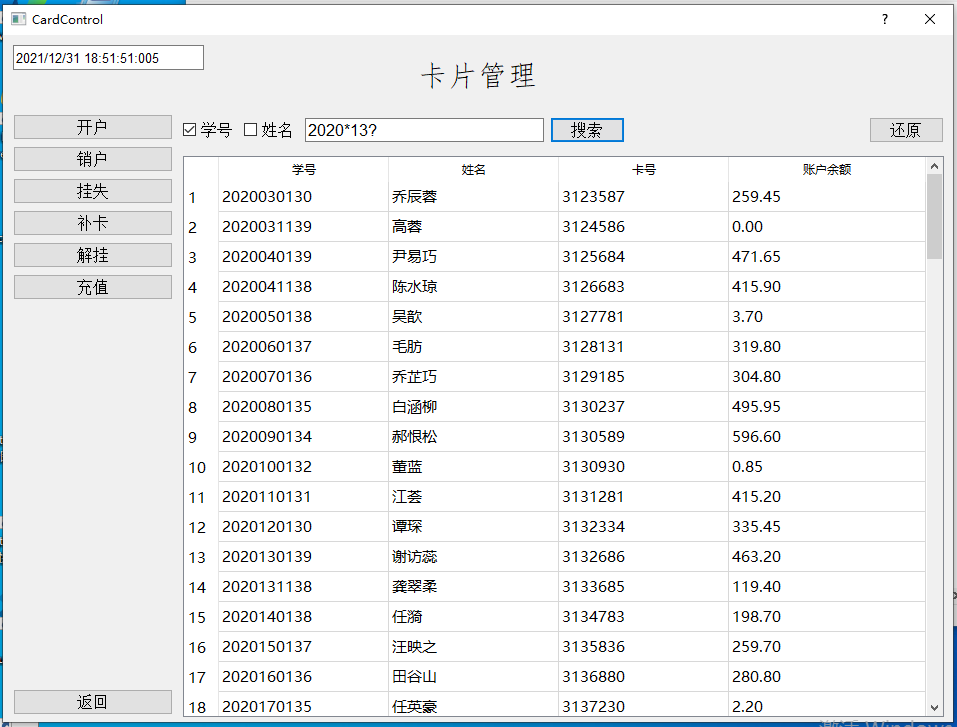 CardControl
2021/12/31 18:51:51:005
卡片管理
开户
销户
挂失
补卡
解挂
充值
返回
学号 姓名 2020*13? 搜索 还原
学号 姓名 卡号 账户余额
1 2020030130 乔辰蓉 3123587 259.45
2 2020031139 高蓉 3124586 0.00
3 2020040139 尹易巧 3125684 471.65
4 2020041138 陈水琼 3126683 415.90
5 2020050138 吴歆 3127781 3.70
6 2020060137 毛肪 3128131 319.80
7 2020070136 乔芷巧 3129185 304.80
8 2020080135 白涵柳 3130237 495.95
9 2020090134 郝恨松 3130589 596.60
10 2020100132 董蓝 3130930 0.85
11 2020110131 江荟 3131281 415.20
12 2020120130 谭琛 3132334 335.45
13 2020130139 谢访蕊 3132686 463.20
14 2020131138 龚翠柔 3133685 119.40
15 2020140138 任漪 3134783 198.70
16 2020150137 汪映之 3135836 259.70
17 2020160136 田谷山 3136880 280.80
18 2020170135 任英豪 3137230 2.20